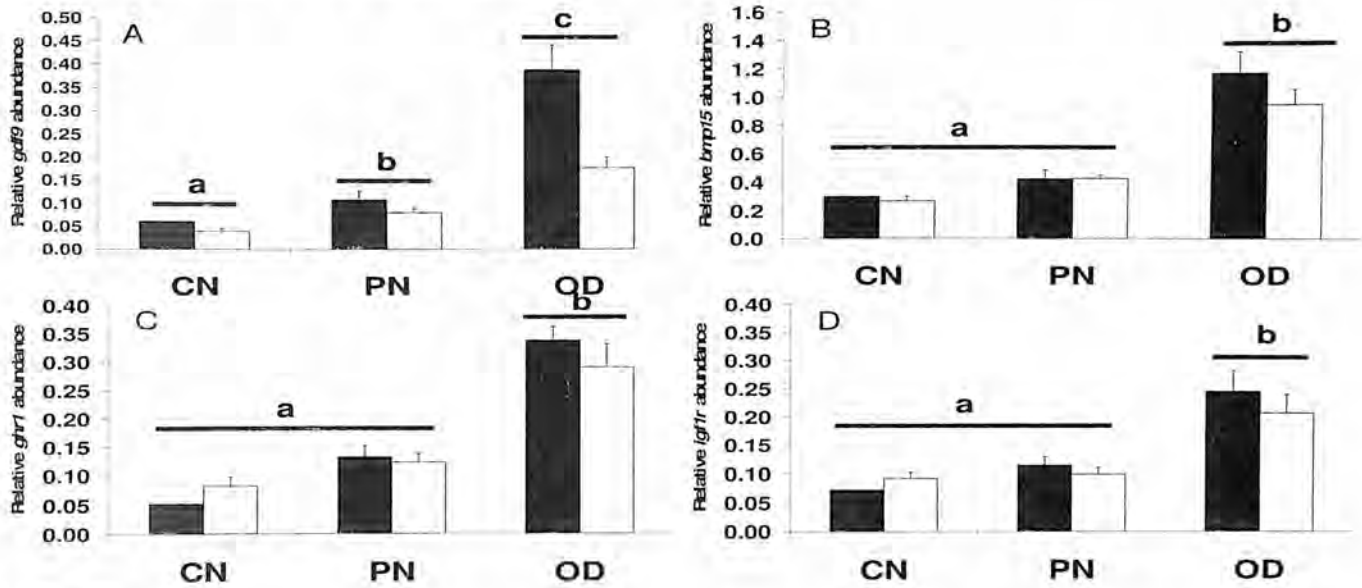 A
Relative gdf9 abundance
0.50
0.45
0.40
0.35
0.30
0.25
0.20
0.15
0.10
0.05
0.00
a
b
c
CN
PN
OD
B
Relative bmp15 abundance
1.6
1.4
1.2
1.0
0.8
0.6
0.4
0.2
0.0
a
b
CN
PN
OD
C
Relative ghr1 abundance
0.40
0.35
0.30
0.25
0.20
0.15
0.10
0.05
0.00
a
b
CN
PN
OD
D
Relative igf1r abundance
0.40
0.35
0.30
0.25
0.20
0.15
0.10
0.05
0.00
a
b
CN
PN
OD